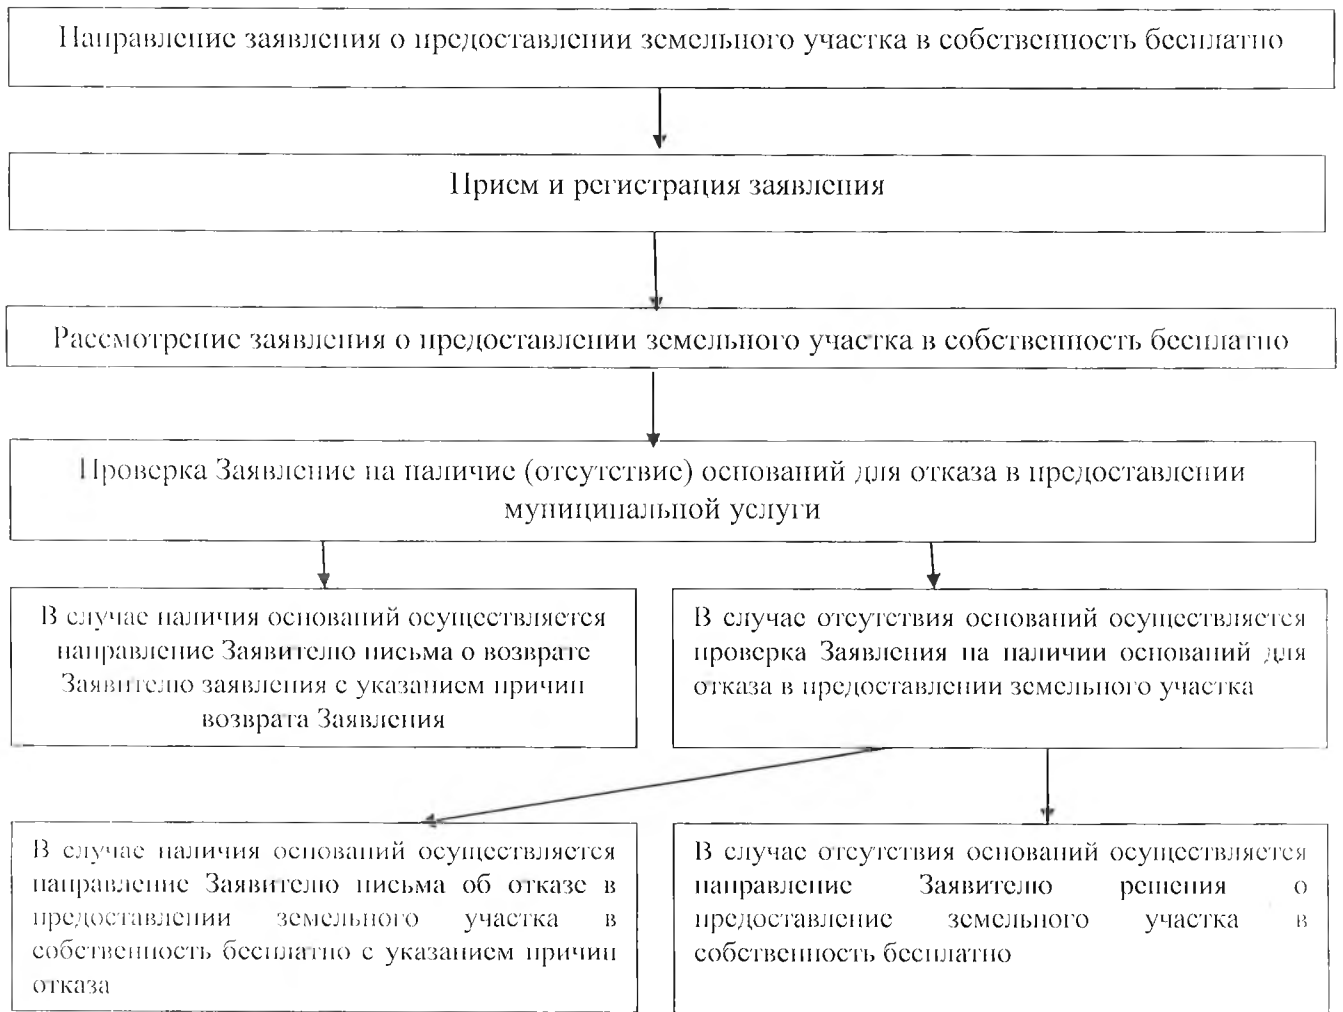 Направление заявления о предоставлении земельного участка в собственность бесплатно
Прием и регистрация заявления
Рассмотрение заявления о предоставлении земельного участка в собственность бесплатно
Проверка Заявление на наличие (отсутствие) оснований для отказа в предоставлении
муниципальной услуги
В случае наличия оснований осуществляется
направление Заявителю письма о возврате
Заявителю заявления с указанием причин
возврата Заявления
В случае отсутствия оснований осуществляется
проверка Заявления на наличии оснований для
отказа в предоставлении земельного участка
В случае наличия оснований осуществляется
направление Заявителю письма об отказе в
предоставлении земельного участка в
собственность бесплатно с указанием причин
отказа
В случае отсутствия оснований осуществляется
направление Заявителю решения о
предоставление земельного участка в
собственность бесплатно